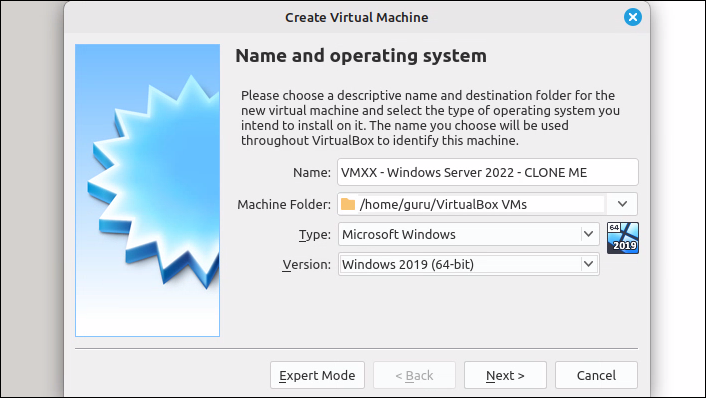 Create Virtual Machine
Name and operating system
Please choose a descriptive name and destination folder for the
new virtual machine and select the type of operating system you
intend to install on it. The name you choose will be used
throughout VirtualBox to identify this machine.
Name: VMXX - Windows Server 2022 - CLONE ME
Machine Folder: /home/guru/VirtualBox VMs
Type: Microsoft Windows
64
2019
Version: Windows 2019 (64-bit)
Expert Mode < Back Next > Cancel